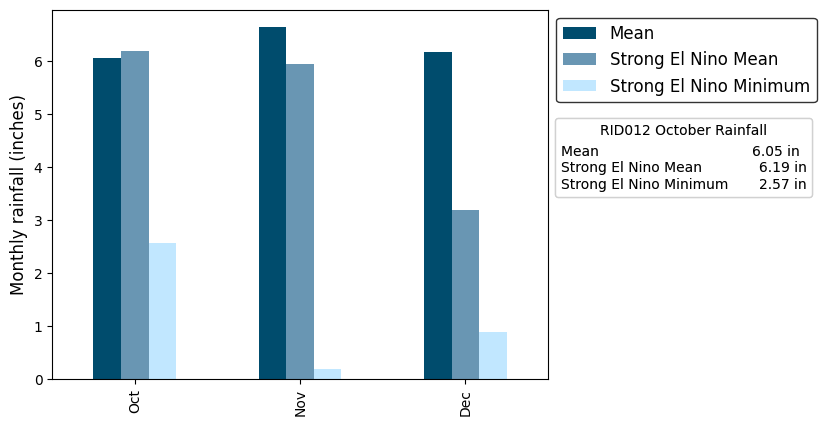 Monthly rainfall (inches)
6
5
4
3
2
1
0
Oct
Nov
Dec
Mean
Strong El Nino Mean
Strong El Nino Minimum
RID012 October Rainfall
Mean 6.05 in
Strong El Nino Mean 6.19 in
Strong El Nino Minimum 2.57 in